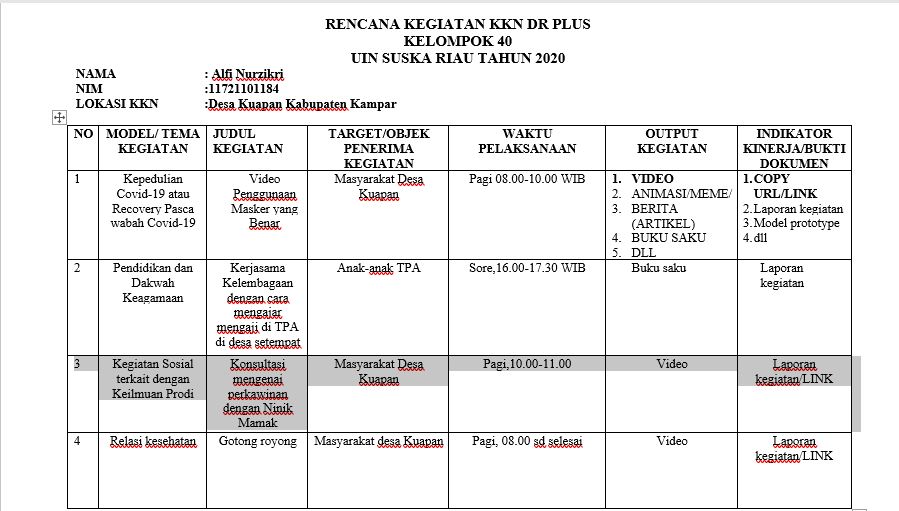 RENCANA KEGIATAN KKN DR PLUS
KELOMPOK 40
UIN SUSKA RIAU TAHUN 2020
NAMA : Alfi Nurzikri
NIM :11721101184
LOKASI KKN :Desa Kuapan Kabupaten Kampar
NO
MODEL/ TEMA
KEGIATAN
JUDUL
KEGIATAN
TARGET/OBJEK
PENERIMA
KEGIATAN
WAKTU
PELAKSANAAN
OUTPUT
KEGIATAN
INDIKATOR
KINERJA/BUKTI
DOKUMEN
1
Kepedulian
Covid-19 atau
Recovery Pasca
wabah Covid-19
Video
Penggunaan
Masker yang
Benar
Masyarakat Desa
Kuapan
Pagi 08.00-10.00 WIB
1. VIDEO
2. ANIMASI/MEME/
3. BERITA
(ARTIKEL)
4. BUKU SAKU
5. DLL
1.COPY
URL/LINK
2.Laporan kegiatan
3.Model prototype
4.dll
2
Pendidikan dan
Dakwah
Keagamaan
Kerjasama
Kelembagaan
dengan cara
mengajar
mengaji di TPA
di desa setempat
Anak-anak TPA
Sore,16.00-17.30 WIB
Buku saku
Laporan
kegiatan
3
Kegiatan Sosial
terkait dengan
Keilmuan Prodi
Konsultasi
mengenai
perkawinan
dengan Ninik
Mamak
Masyarakat Desa
Kuapan
Pagi,10.00-11.00
Video
Laporan
kegiatan/LINK
4
Relasi kesehatan
Gotong royong
Masyarakat desa Kuapan
Pagi, 08.00 sd selesai
Video
Laporan
kegiatan/LINK